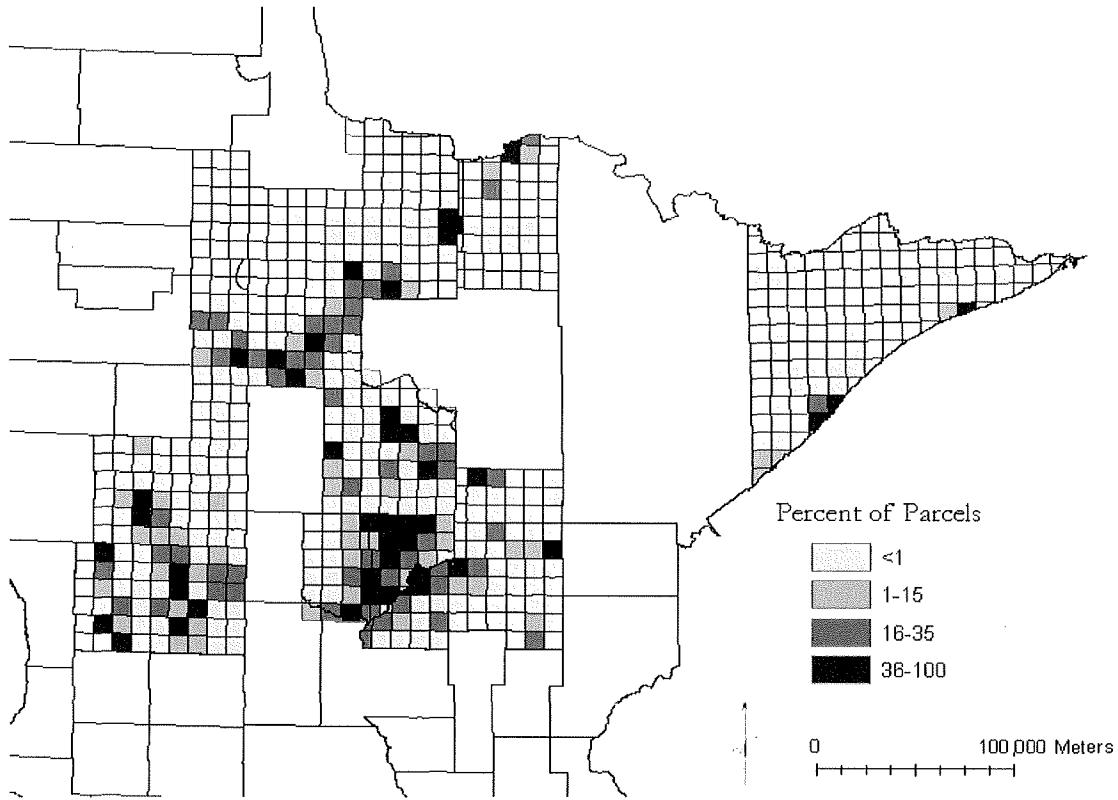 Percent of Parcels
<1
1-15
16-35
36-100
0 100,000 Meters